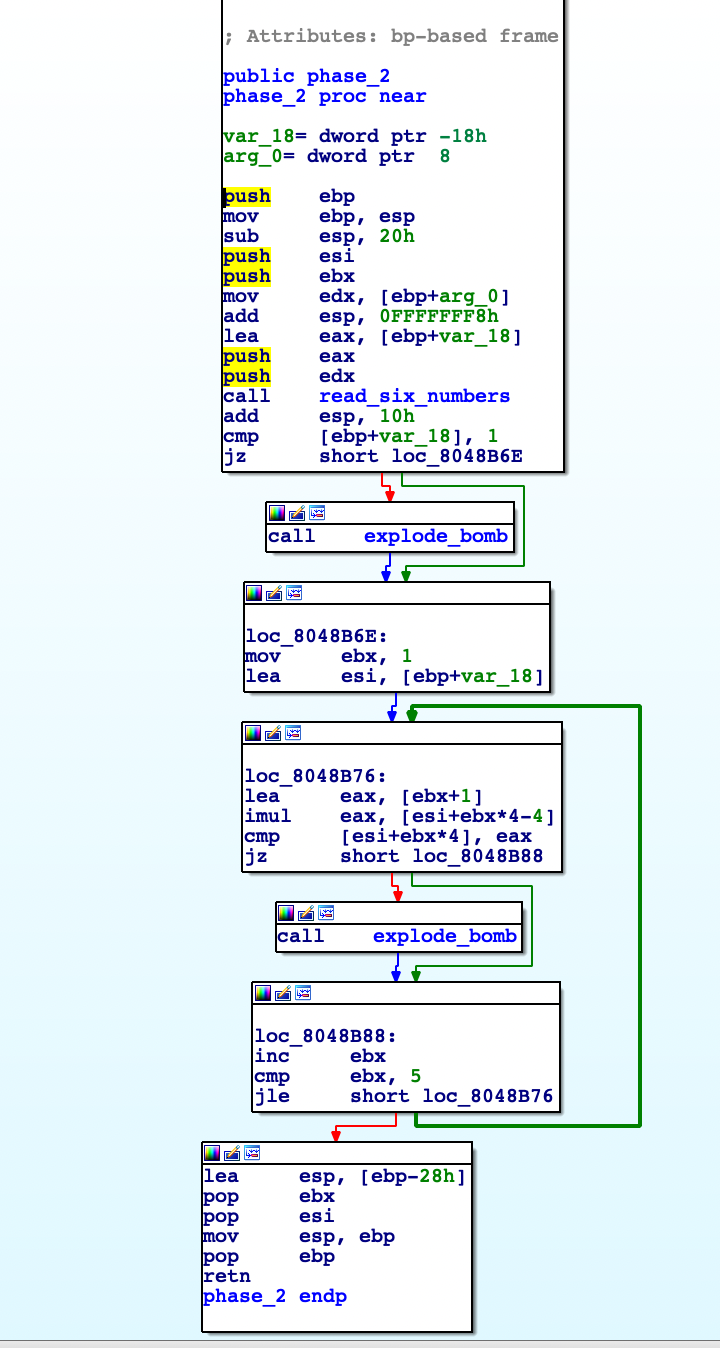 ; Attributes: bp-based frame
public phase_2
phase_2 proc near
var_18= dword ptr -18h
arg_0= dword ptr  8
push    ebp
mov     ebp, esp
sub     esp, 20h
push    esi
push    ebx
mov     edx, [ebp+arg_0]
add     esp, 0FFFFFFF8h
lea     eax, [ebp+var_18]
push    eax
push    edx
call    read_six_numbers
add     esp, 10h
cmp     [ebp+var_18], 1
jz      short loc_8048B6E
call    explode_bomb
loc_8048B6E:
mov     ebx, 1
lea     esi, [ebp+var_18]
loc_8048B76:
lea     eax, [ebx+1]
imul    eax, [esi+ebx*4-4]
cmp     [esi+ebx*4], eax
jz      short loc_8048B88
call    explode_bomb
loc_8048B88:
inc     ebx
cmp     ebx, 5
jle     short loc_8048B76
lea     esp, [ebp-28h]
pop     ebx
pop     esi
mov     esp, ebp
pop     ebp
retn
phase_2 endp